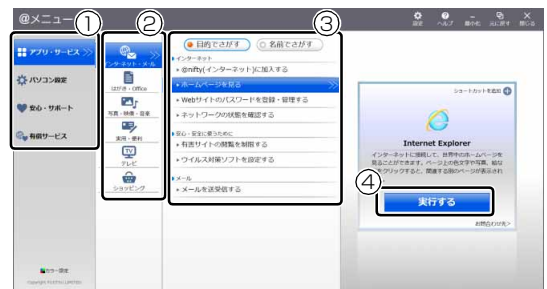 @メニュー
設定
ヘルプ
最小化
元に戻す
閉じる
①
アプリ・サービス
パソコン設定
安心・サポート
有償サービス
カラー設定
Copyright FUJITSU LIMITED
②
インターネット・メール
はがき・Office
写真・映像・音楽
実用・便利
テレビ
ショッピング
③
目的でさがす
名前でさがす
インターネット
@nifty(インターネット)に加入する
ホームページを見る
Webサイトのパスワードを登録・管理する
ネットワークの状態を確認する
安心・安全に使うために
有害サイトの閲覧を制限する
ウイルス対策ソフトを設定する
メール
メールを送受信する
ショートカットを追加
Internet Explorer
インターネットに接続して、世界中のホームページを
見ることができます。ページ上の色文字や写真、絵な
をクリックすると、関連する別のページが表示され
④
実行する
お問合わせ先>